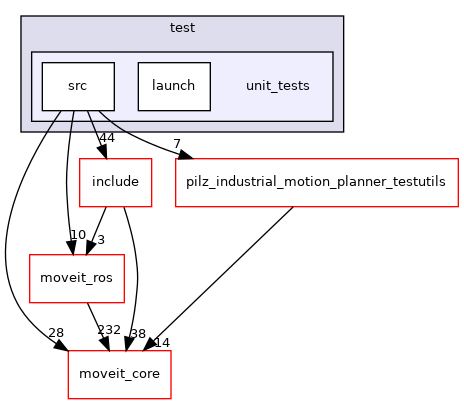 test
src
launch
unit_tests
44
7
include
pilz_industrial_motion_planner_testutils
10
3
moveit_ros
28
232
38
14
moveit_core